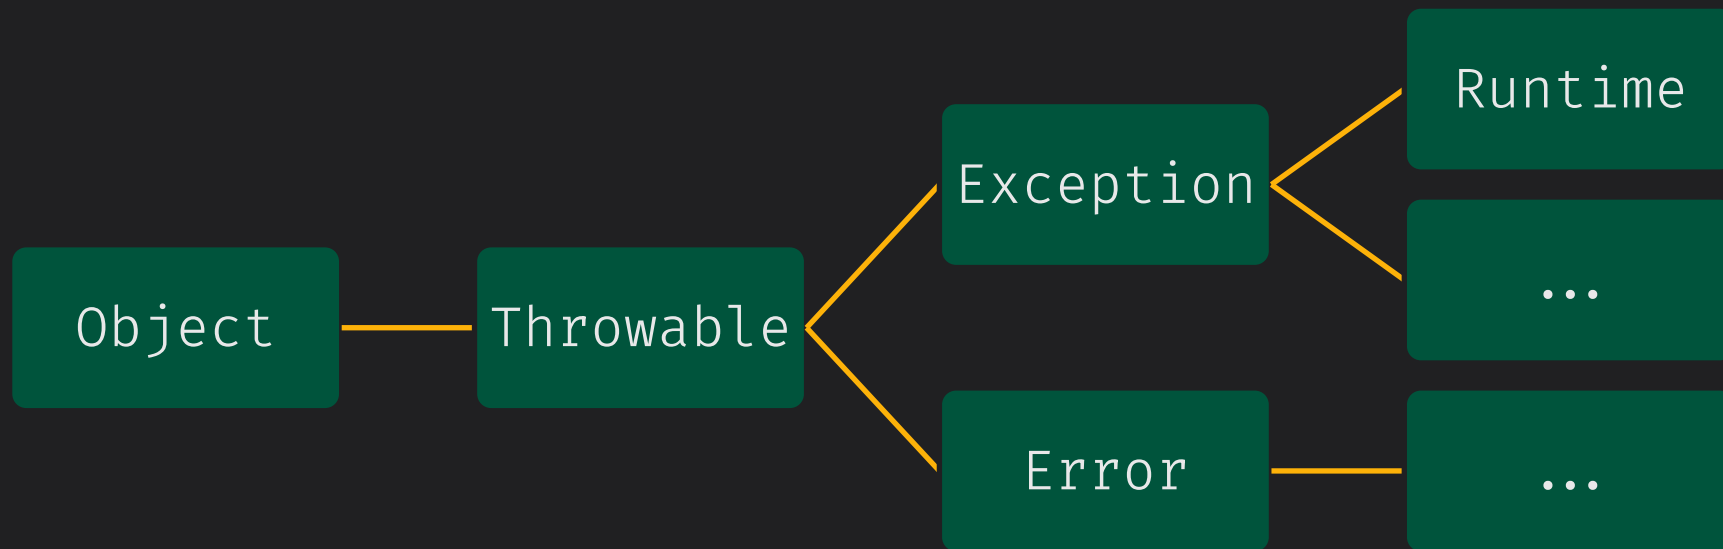 Object
Throwable
Exception
Error
Runtime
...
...